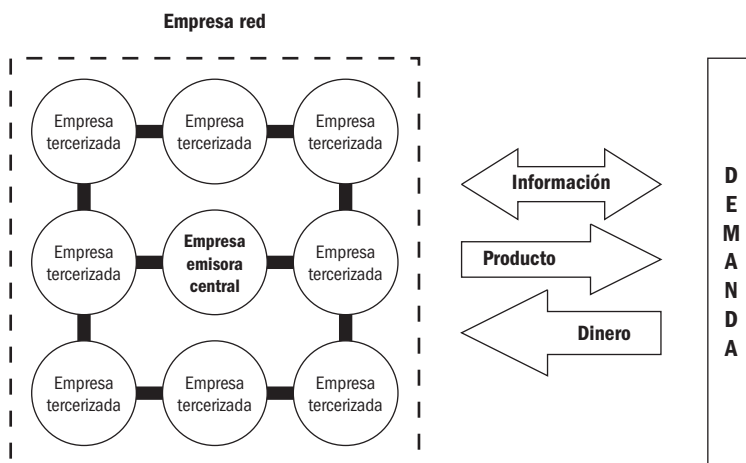 Empresa red
Empresa
tercerizada
Empresa
tercerizada
Empresa
tercerizada
Empresa
tercerizada
Empresa
emisora
central
Empresa
tercerizada
Empresa
tercerizada
Empresa
tercerizada
Empresa
tercerizada
Información
Producto
Dinero
D
E
M
A
N
D
A